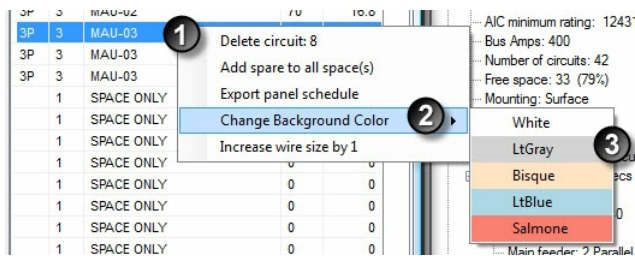 3P 3 MAU-02 70 16.8
3P 3 MAU-03
3P 3 MAU-03
3P 3 MAU-03
1 SPACE ONLY
1 SPACE ONLY
1 SPACE ONLY
1 SPACE ONLY 0 0
1 SPACE ONLY 0 0
1 SPACE ONLY 0 0
1 SPACE ONLY 0 0
1 SPACE ONLY 0 0
1
Delete circuit: 8
Add spare to all space(s)
Export panel schedule
Change Background Color
Increase wire size by 1
2
White
LtGray
Bisque
LtBlue
Salmone
3
AIC minimum rating: 12431
Bus Amps: 400
Number of circuits: 42
Free space: 33 (79%)
Mounting: Surface
ecs
0
Main feeder: 2 Parallel